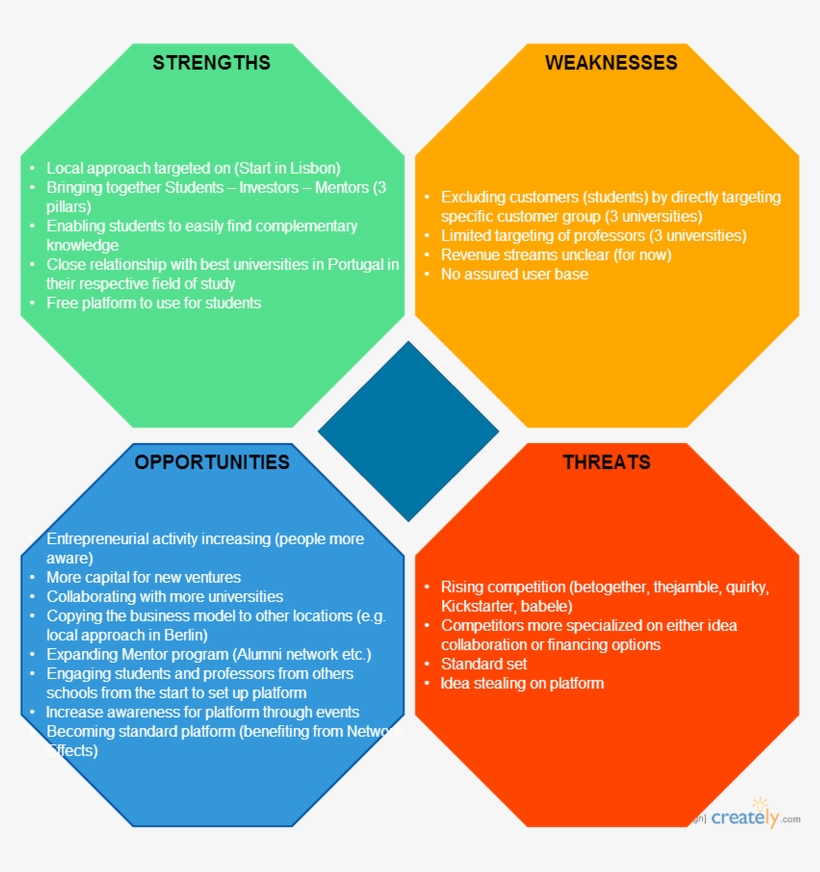 STRENGTHS
• Local approach targeted on (Start in Lisbon)
• Bringing together Students – Investors – Mentors (3
pillars)
• Enabling students to easily find complementary
knowledge
• Close relationship with best universities in Portugal in
their respective field of study
• Free platform to use for students
WEAKNESSES
• Excluding customers (students) by directly targeting
specific customer group (3 universities)
• Limited targeting of professors (3 universities)
• Revenue streams unclear (for now)
• No assured user base
OPPORTUNITIES
Entrepreneurial activity increasing (people more
aware)
• More capital for new ventures
• Collaborating with more universities
• Copying the business model to other locations (e.g.
local approach in Berlin)
• Expanding Mentor program (Alumni network etc.)
• Engaging students and professors from others
schools from the start to set up platform
• Increase awareness for platform through events
Becoming standard platform (benefiting from Network
Effects)
THREATS
• Rising competition (betogether, thejamble, quirky,
Kickstarter, babele)
• Competitors more specialized on either idea
collaboration or financing options
• Standard set
• Idea stealing on platform
creately.com